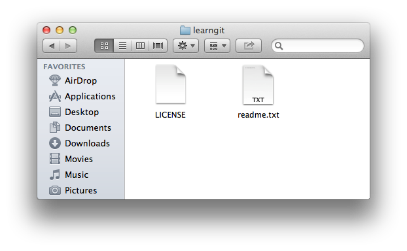 learngit
FAVORITES
AirDrop
Applications
Desktop
Documents
Downloads
Movies
Music
Pictures
TXT
LICENSE
readme.txt